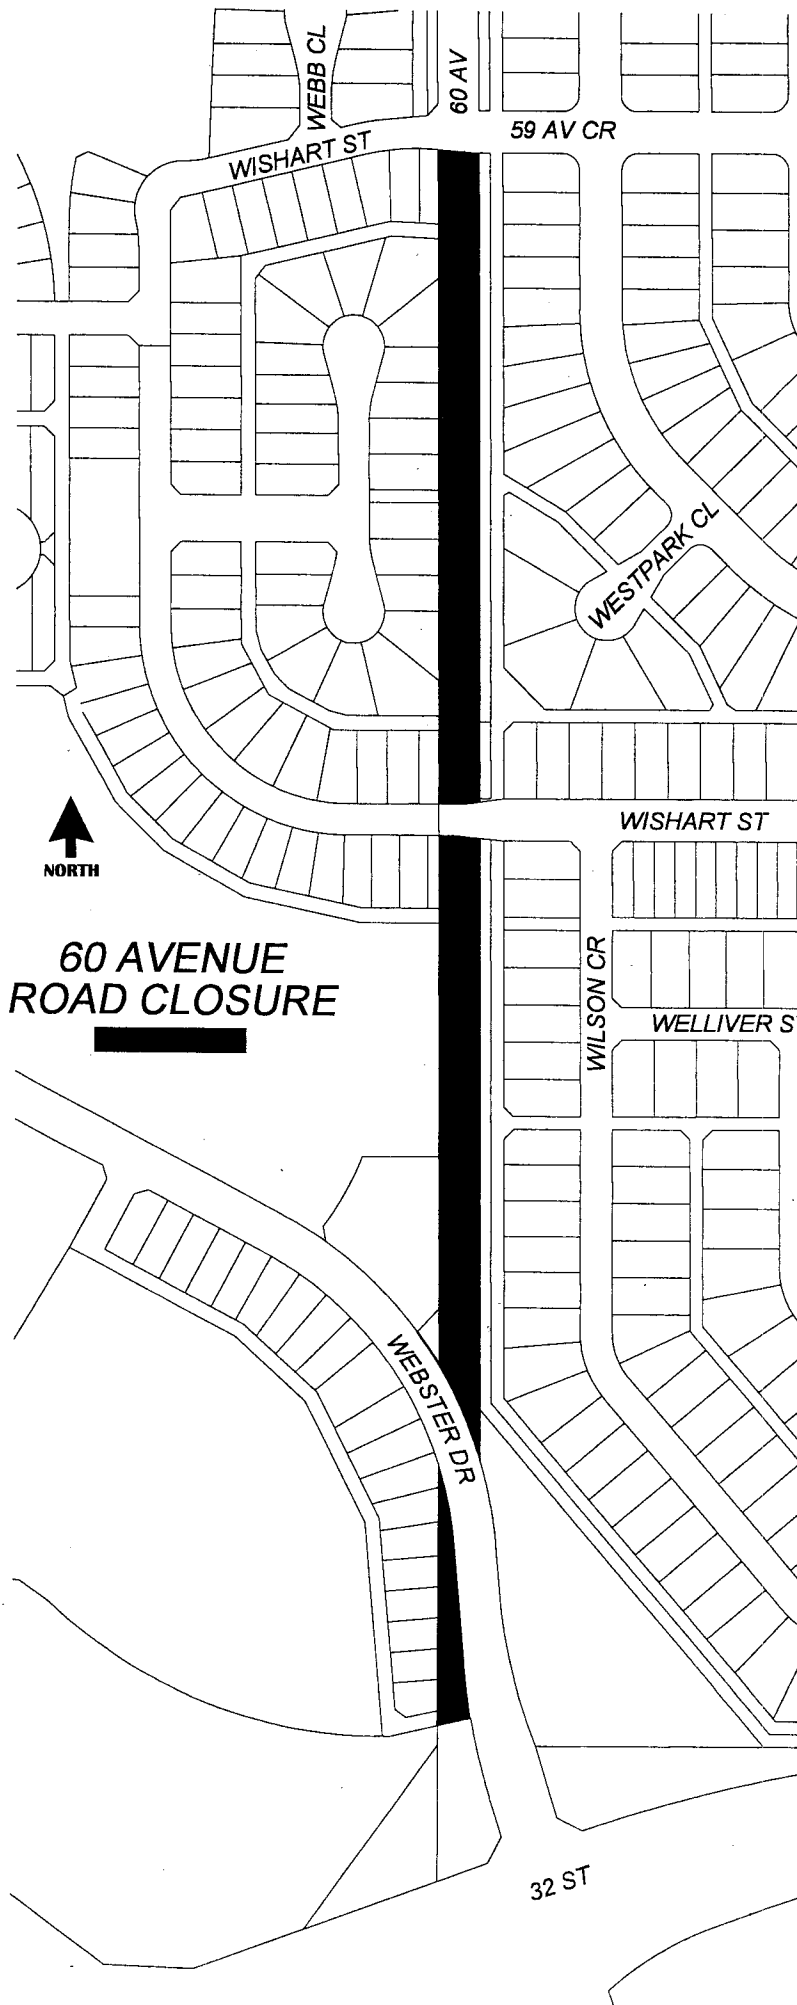 WEBB CL
60 AV
59 AV CR
WISHART ST
WESTPARK CL
WISHART ST
NORTH
60 AVENUE
ROAD CLOSURE
WILSON CR
WELLIVER S
WEBSTER DR
32 ST